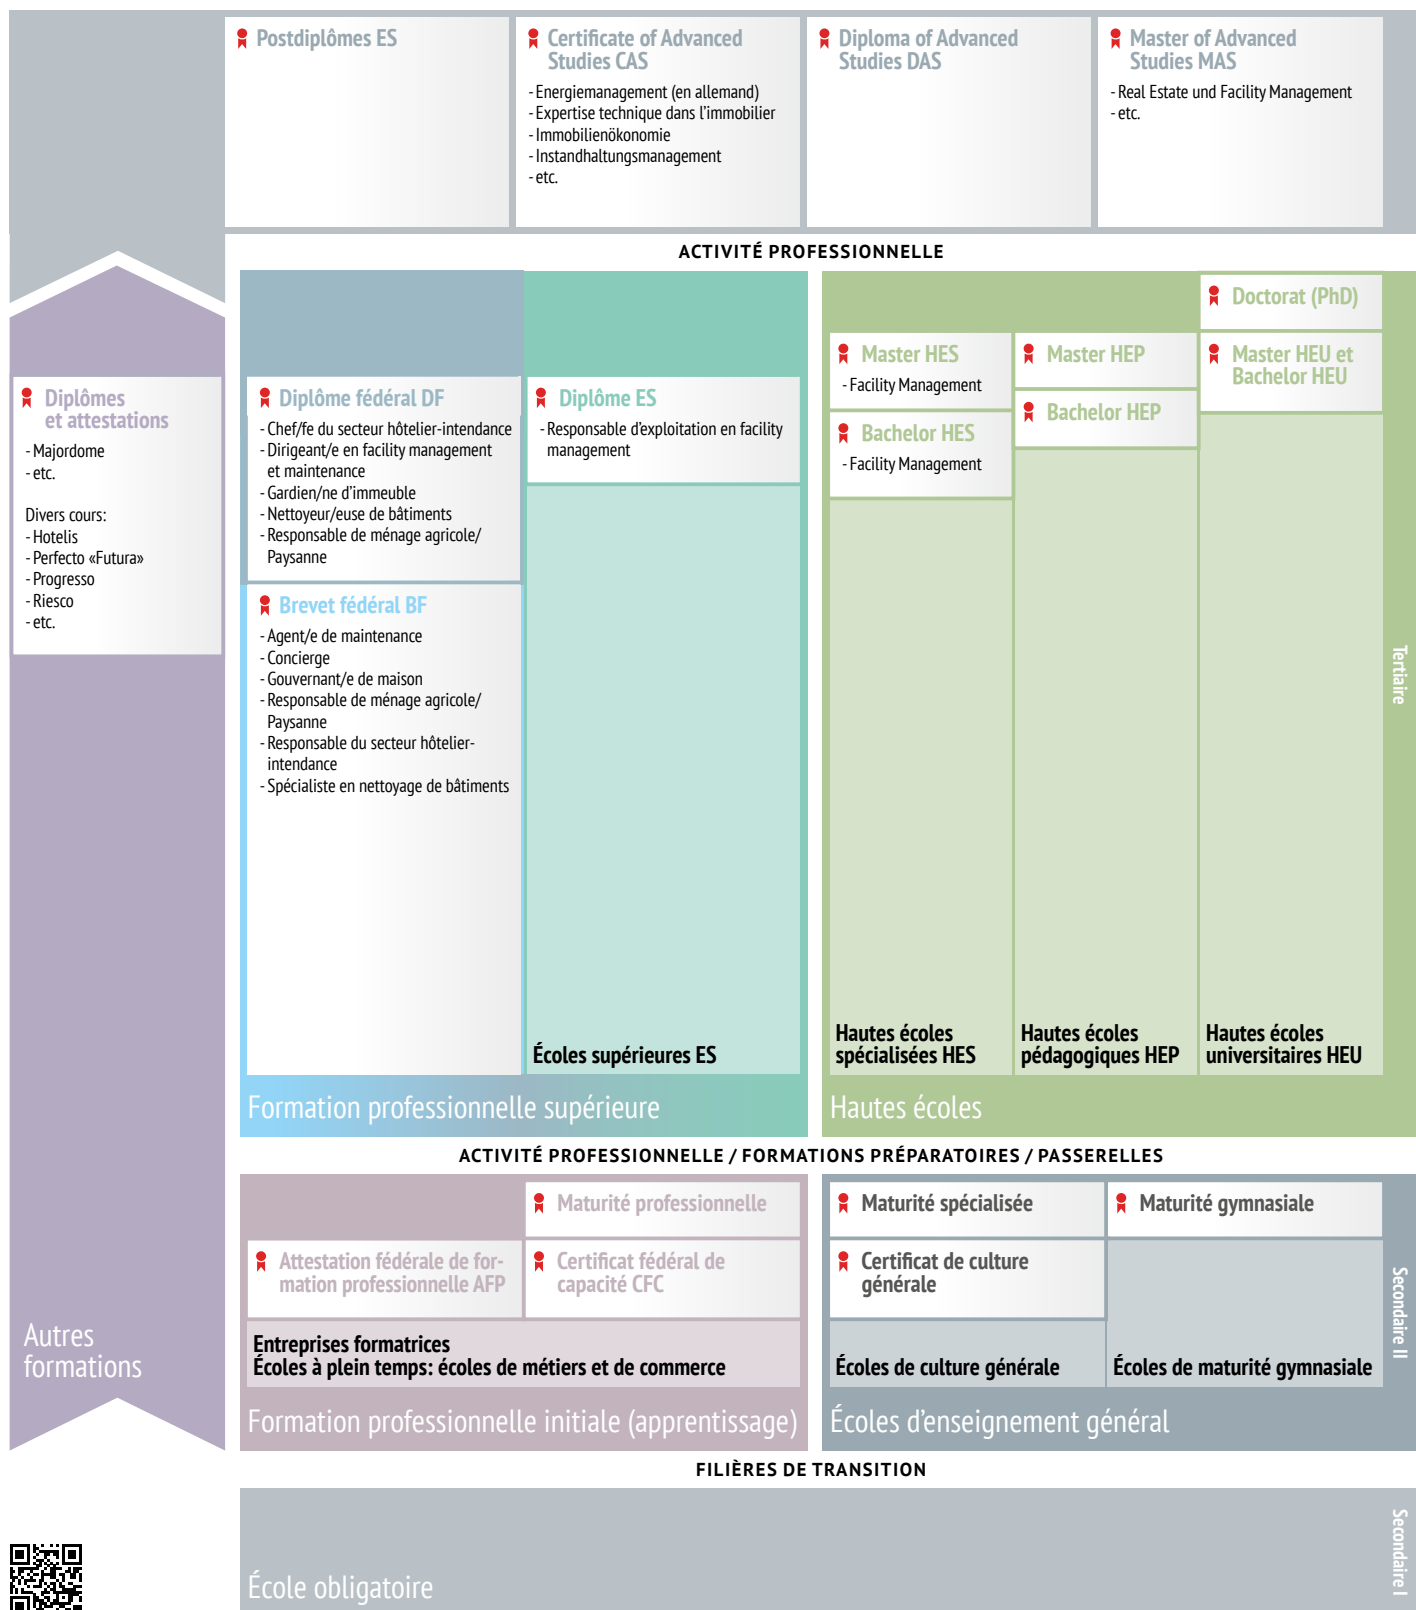 Postdiplômes ES
Certificate of Advanced
Studies CAS
- Energiemanagement (en allemand)
- Expertise technique dans l'immobilier
- Immobilienökonomie
- Instandhaltungsmanagement
- etc.
Diploma of Advanced
Studies DAS
Master of Advanced
Studies MAS
- Real Estate und Facility Management
- etc.
ACTIVITÉ PROFESSIONNELLE
Diplômes
et attestations
- Majordome
- etc.
Divers cours:
- Hotelis
- Perfecto «Futura»
- Progresso
- Riesco
- etc.
Autres
formations
Diplôme fédéral DF
- Chef/fe du secteur hôtelier-intendance
- Dirigeant/e en facility management
et maintenance
- Gardien/ne d'immeuble
- Nettoyeur/euse de bâtiments
- Responsable de ménage agricole/
Paysanne
Brevet fédéral BF
- Agent/e de maintenance
- Concierge
- Gouvernant/e de maison
- Responsable de ménage agricole/
Paysanne
- Responsable du secteur hôtelier-
intendance
- Spécialiste en nettoyage de bâtiments
Diplôme ES
- Responsable d'exploitation en facility
management
Écoles supérieures ES
Formation professionnelle supérieure
Master HES
- Facility Management
Bachelor HES
- Facility Management
Hautes écoles
spécialisées HES
Master HEP
Bachelor HEP
Hautes écoles
pédagogiques HEP
Doctorat (PhD)
Master HEU et
Bachelor HEU
Hautes écoles
universitaires HEU
Hautes écoles
Tertiaire
ACTIVITÉ PROFESSIONNELLE / FORMATIONS PRÉPARATOIRES / PASSERELLES
Maturité professionnelle
Attestation fédérale de for-
mation professionnelle AFP
Certificat fédéral de
capacité CFC
Entreprises formatrices
Écoles à plein temps: écoles de métiers et de commerce
Formation professionnelle initiale (apprentissage)
Maturité spécialisée
Certificat de culture
générale
Écoles de culture générale
Maturité gymnasiale
Écoles de maturité gymnasiale
Écoles d'enseignement général
Secondaire II
FILIÈRES DE TRANSITION
École obligatoire
Secondaire I